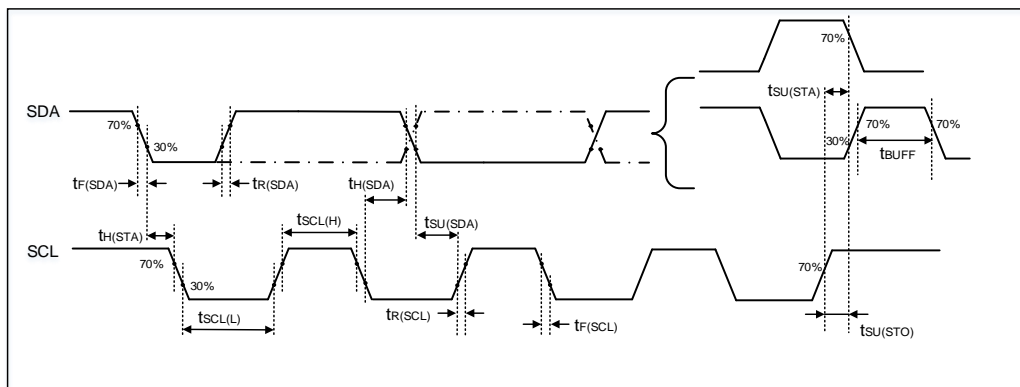 70%
tSU(STA)
SDA
70%
30%
30%
70%
70%
tBUFF
tF(SDA)
tR(SDA)
tH(SDA)
tSCL(H)
tSU(SDA)
tH(STA)
SCL
70%
30%
70%
tSCL(L)
tR(SCL)
tF(SCL)
tSU(STO)